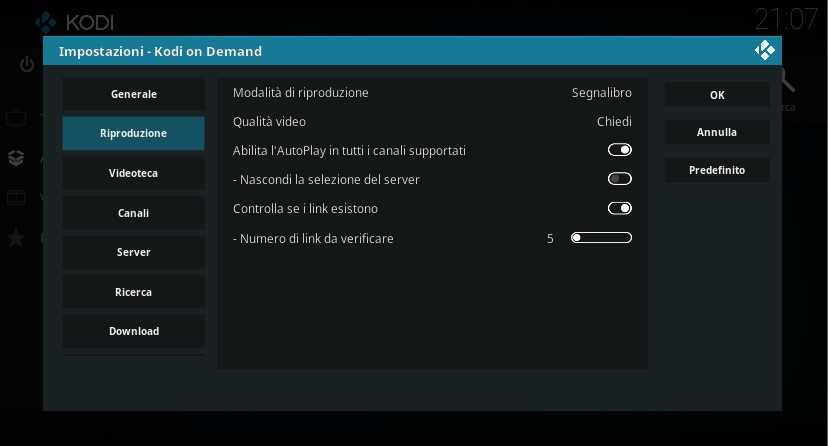 KODI
21:07
Impostazioni - Kodi on Demand
Generale
Riproduzione
Videoteca
Canali
Server
Ricerca
Download
Modalità di riproduzione Segnalibro
Qualità video Chiedi
Abilita l'AutoPlay in tutti i canali supportati
- Nascondi la selezione del server
Controlla se i link esistono
- Numero di link da verificare 5
OK
Annulla
Predefinito